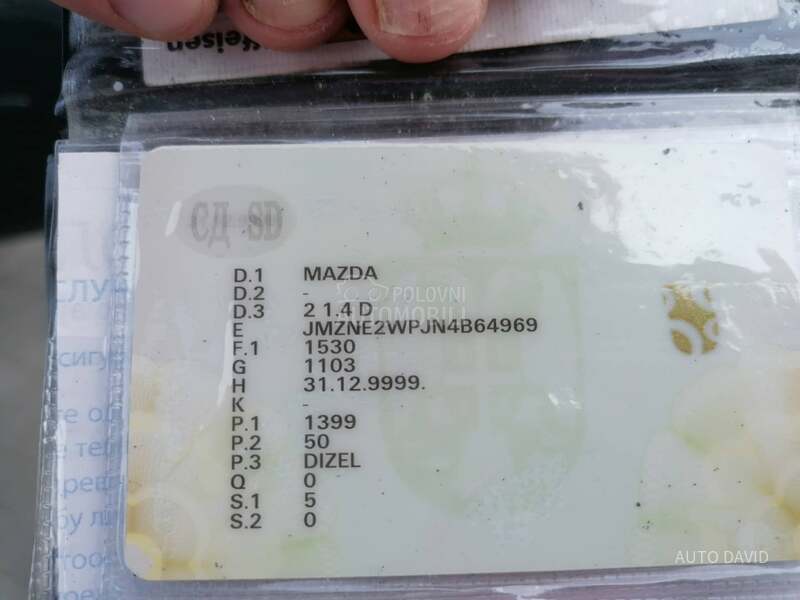 ffeisen
СД SD
D.1 MAZDA
D.2 -
D.3 2 1.4 D
E JMZNE2WPJN4B64969
F.1 1530
G 1103
H 31.12.9999.
K -
P.1 1399
P.2 50
P.3 DIZEL
Q 0
S.1 5
S.2 0
POLOVNI
AUTOMOBILI
AUTO DAVID